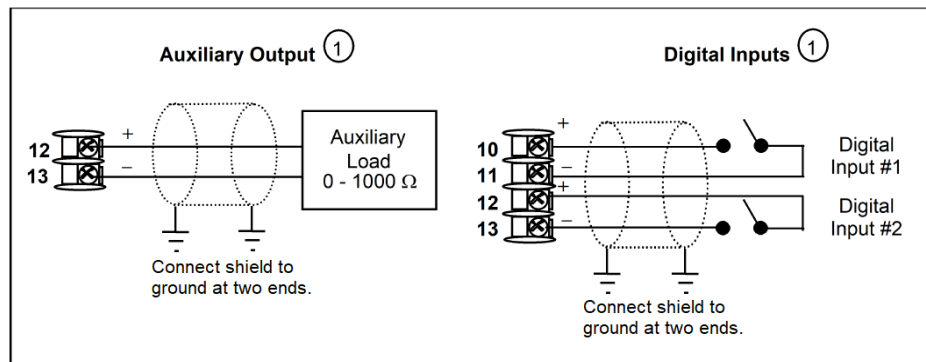 Auxiliary Output 1
12 +
13 −
Auxiliary
Load
0 - 1000 Ω
Connect shield to
ground at two ends.
Digital Inputs 1
10 +
11 −
12 +
13 −
Digital
Input #1
Digital
Input #2
Connect shield to
ground at two ends.